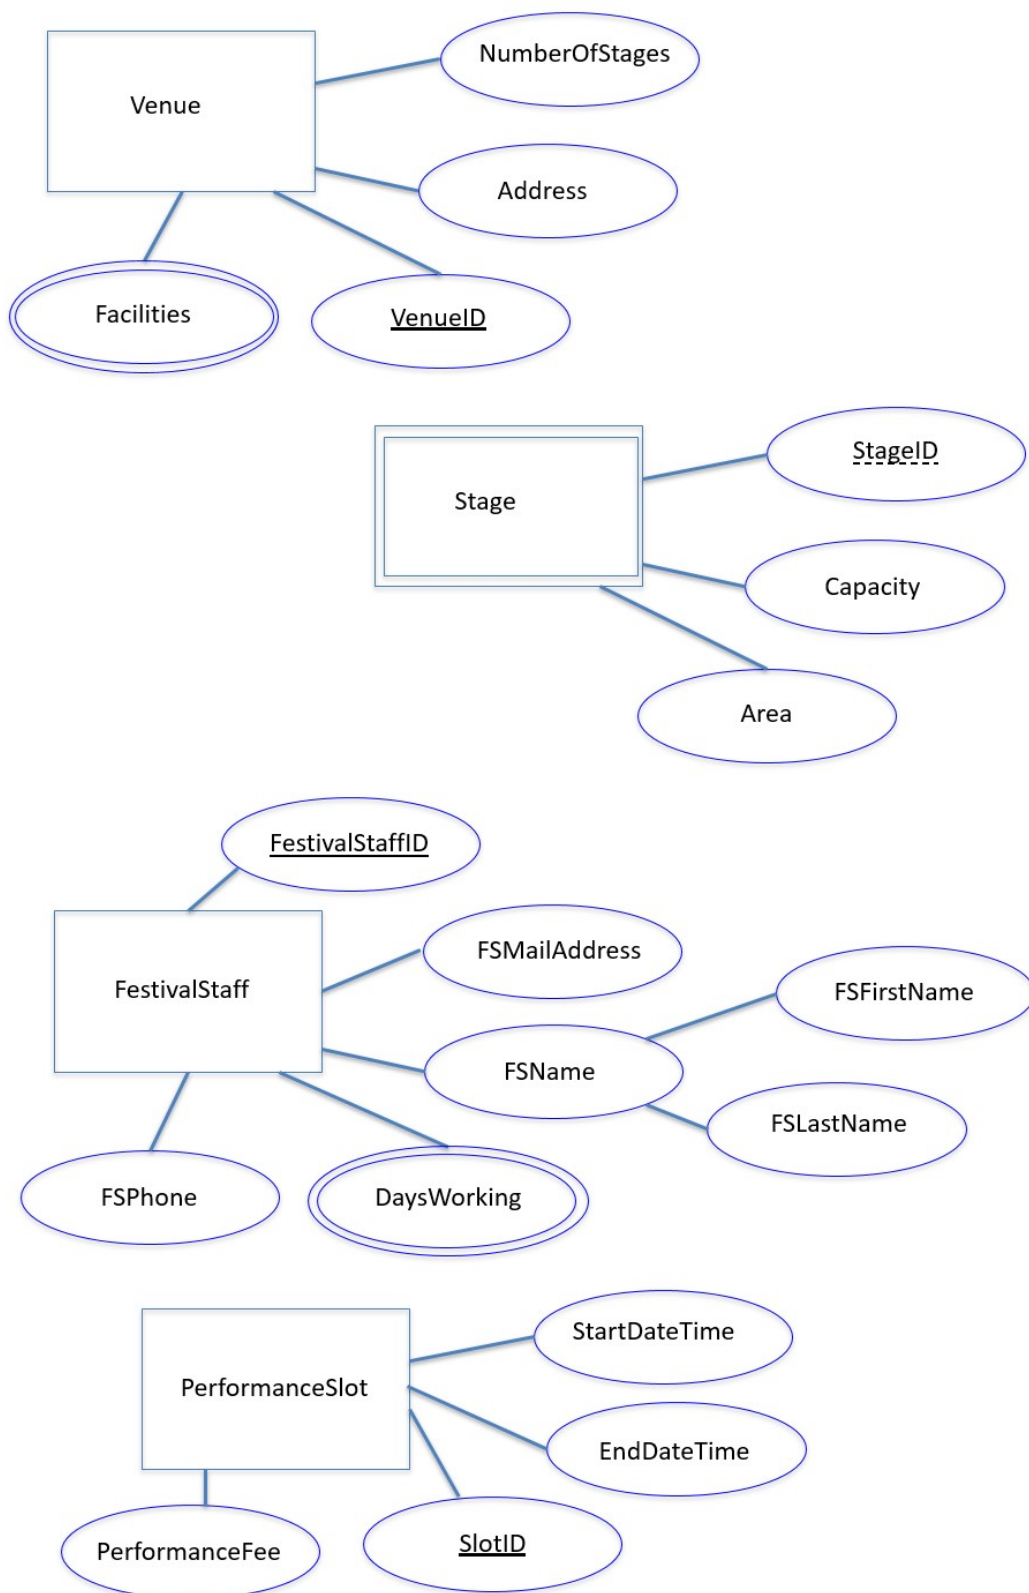 NumberOfStages
Venue
Address
Facilities
VenueID
StageID
Stage
Capacity
Area
FestivalStaffID
FSMailAddress
FestivalStaff
FSFirstName
FSName
FSLastName
FSPhone
DaysWorking
StartDateTime
PerformanceSlot
EndDateTime
PerformanceFee
SlotID